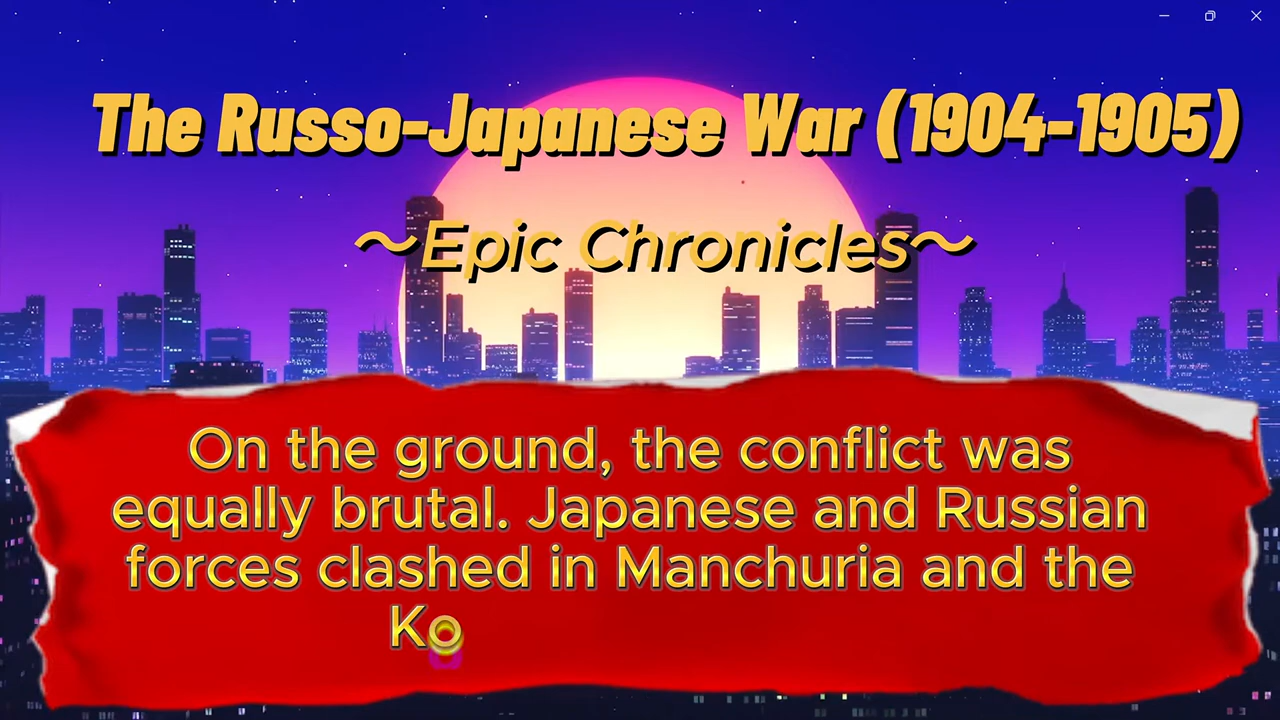 The Russo-Japanese War (1904-1905)
~Epic Chronicles~
On the ground, the conflict was
equally brutal. Japanese and Russian
forces clashed in Manchuria and the
Ko